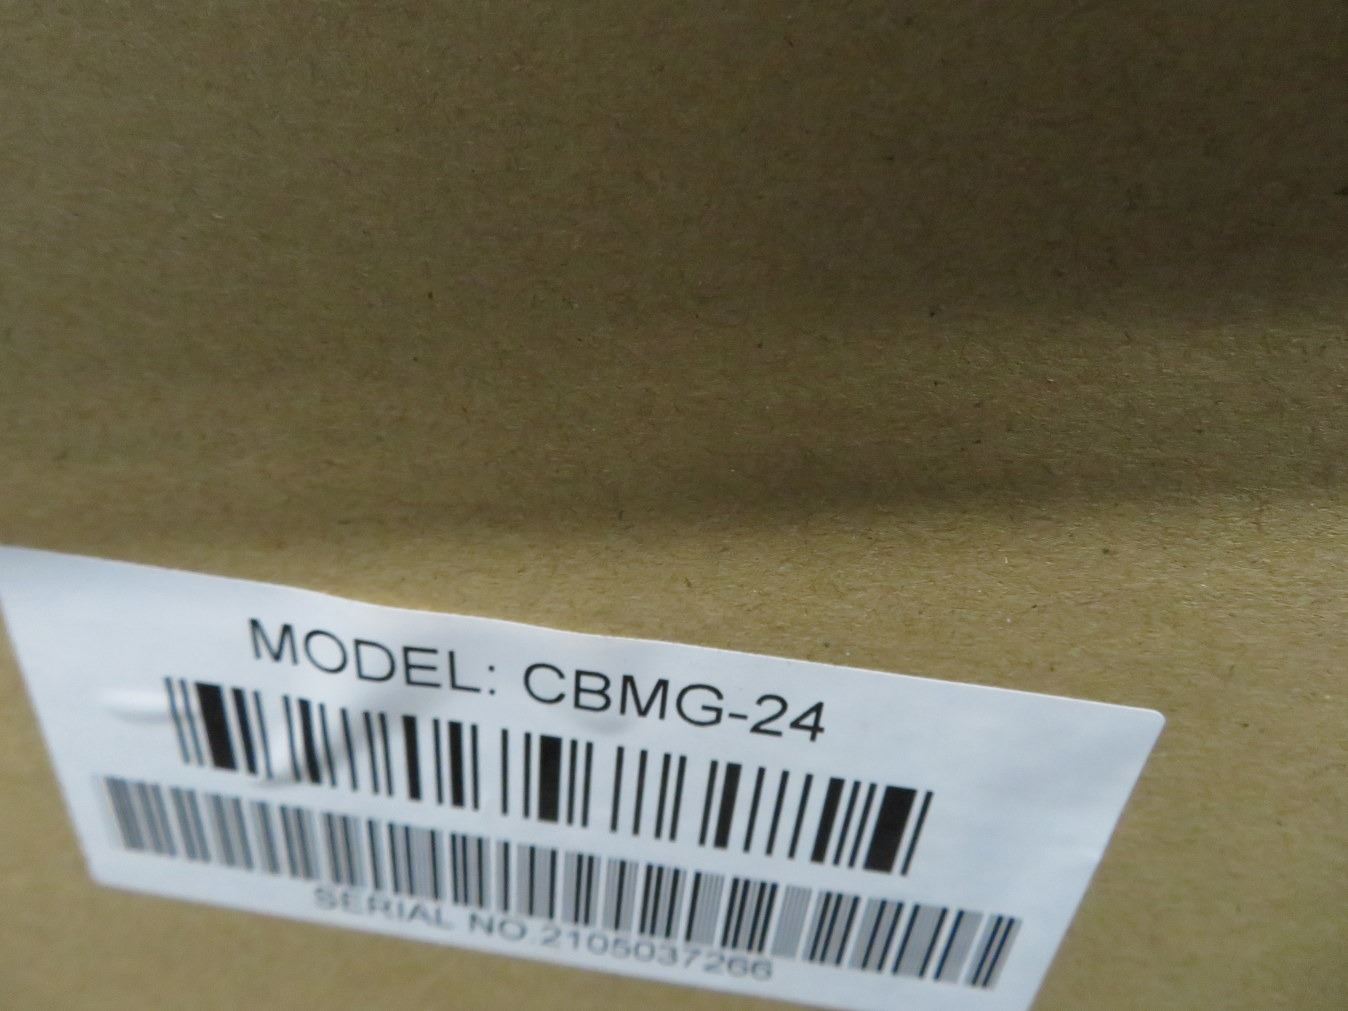 MODEL: CBMG-24
SERIAL NO.2105037266